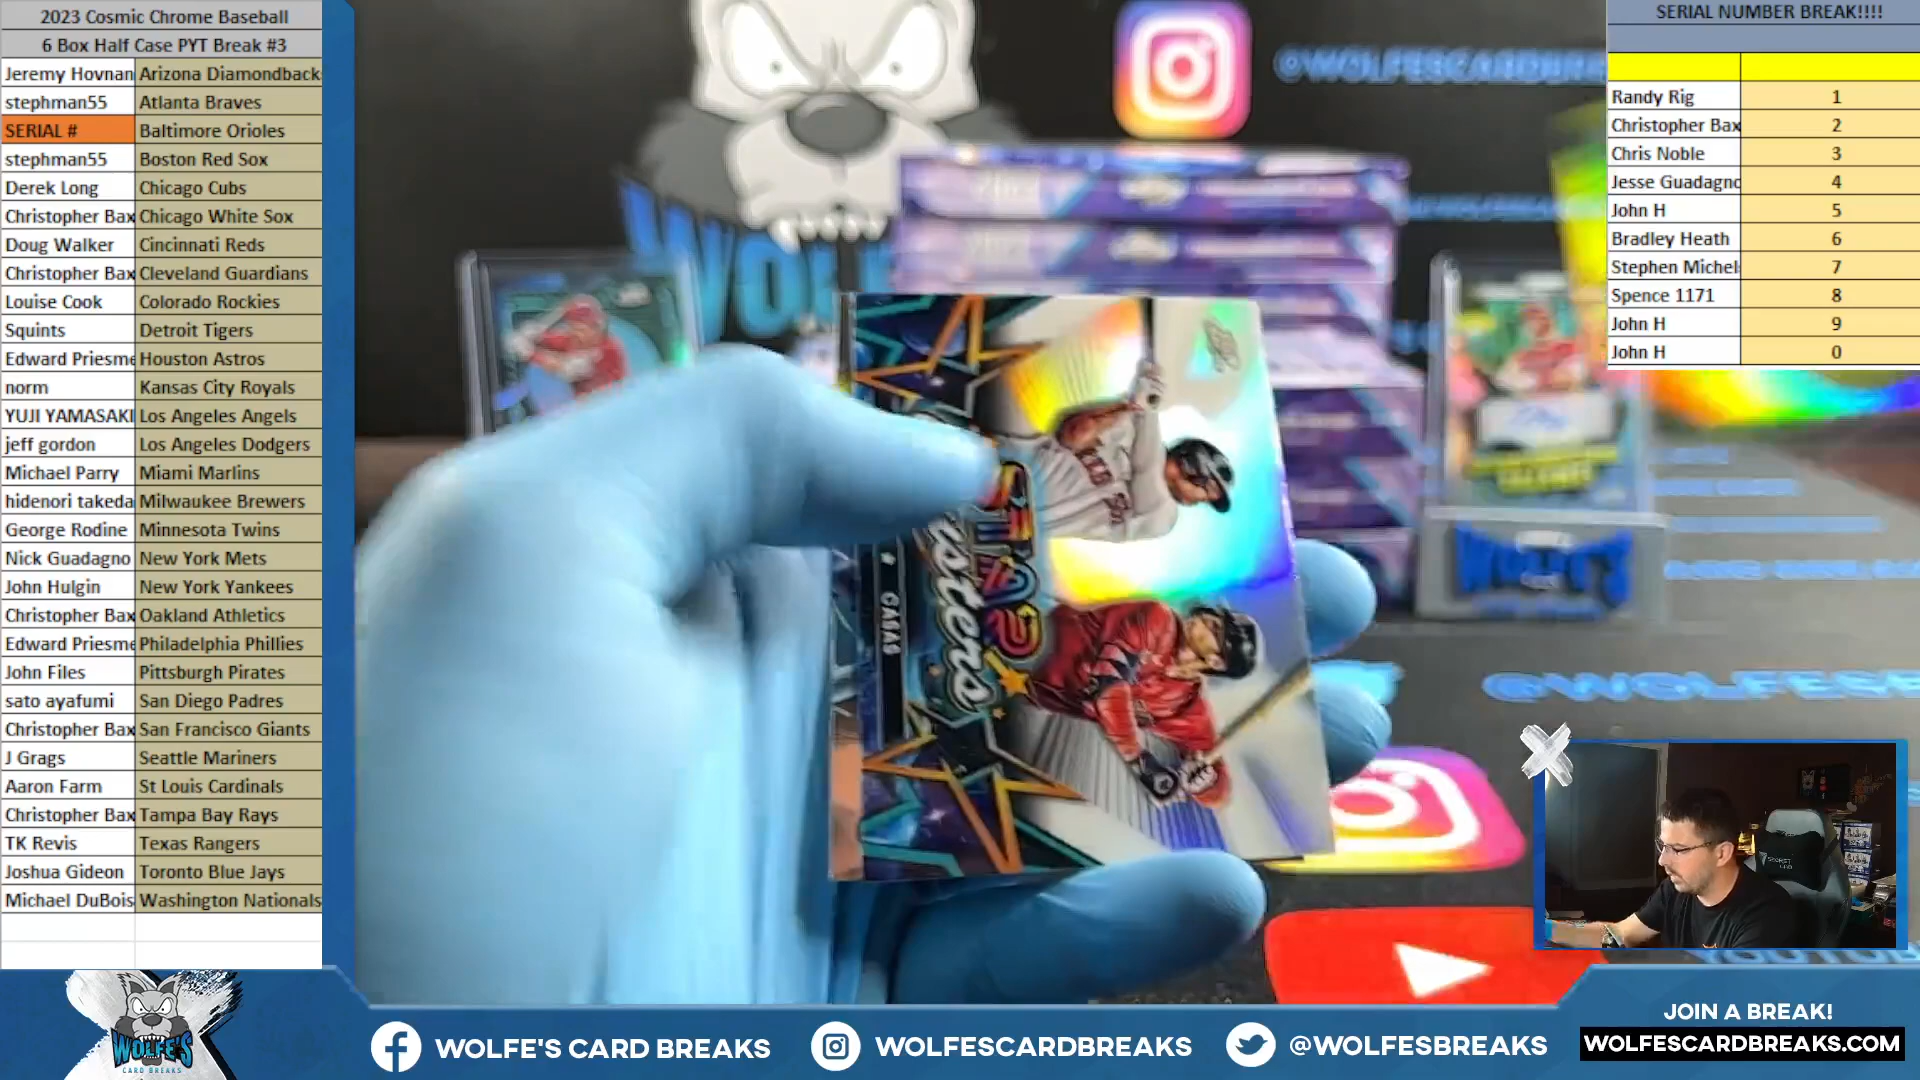 2023 Cosmic Chrome Baseball
6 Box Half Case PYT Break #3
Jeremy Hovnan Arizona Diamondback
stephman55 Atlanta Braves
SERIAL # Baltimore Orioles
stephman55 Boston Red Sox
Derek Long Chicago Cubs
Christopher Bax Chicago White Sox
Doug Walker Cincinnati Reds
Christopher Bax Cleveland Guardians
Louise Cook Colorado Rockies
Squints Detroit Tigers
Edward Priesme Houston Astros
norm Kansas City Royals
YUJI YAMASAKI Los Angeles Angels
jeff gordon Los Angeles Dodgers
Michael Parry Miami Marlins
hidenori takeda Milwaukee Brewers
George Rodine Minnesota Twins
Nick Guadagno New York Mets
John Hulgin New York Yankees
Christopher Bax Oakland Athletics
Edward Priesme Philadelphia Phillies
John Files Pittsburgh Pirates
sato ayafumi San Diego Padres
Christopher Bax San Francisco Giants
J Grags Seattle Mariners
Aaron Farm St Louis Cardinals
Christopher Bax Tampa Bay Rays
TK Revis Texas Rangers
Joshua Gideon Toronto Blue Jays
Michael DuBois Washington Nationals
SERIAL NUMBER BREAK!!!!
Randy Rig 1
Christopher Bax 2
Chris Noble 3
Jesse Guadagno 4
John H 5
Bradley Heath 6
Stephen Michel 7
Spence 1171 8
John H 9
John H 0
@WOLFESCARDBRE
WOLFE
CASAS
WOLFE'S
WOLFE'S
CARD BREAKS
WOLFE'S CARD BREAKS
WOLFESCARDBREAKS
@WOLFESBREAKS
JOIN A BREAK!
WOLFESCARDBREAKS.COM